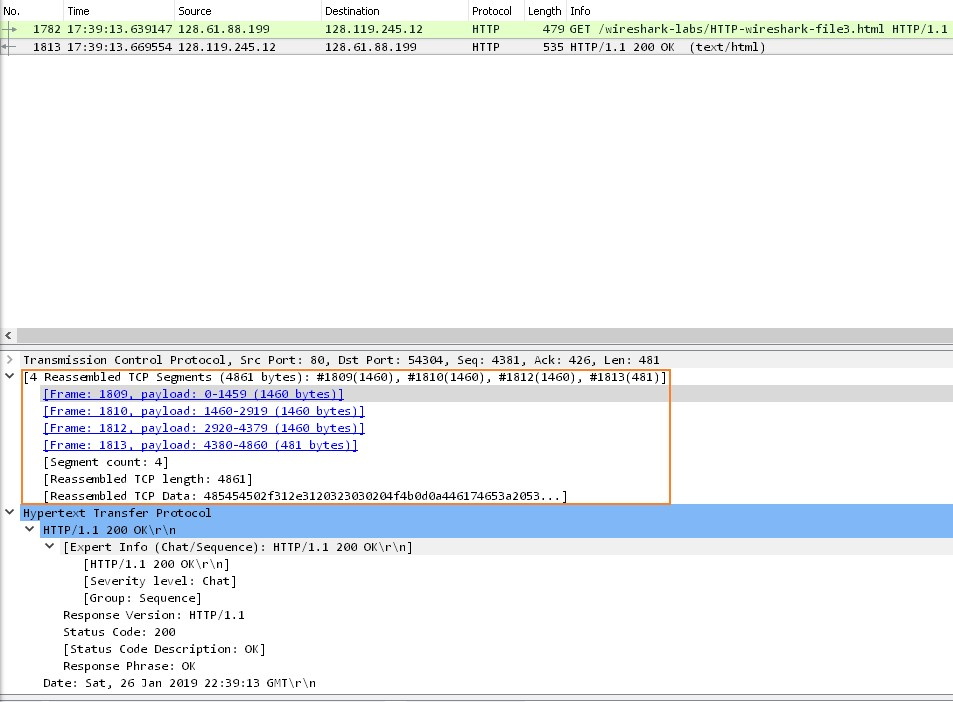 No. Time Source Destination Protocol Length Info
1782 17:39:13.639147 128.61.88.199 128.119.245.12 HTTP 479 GET /wireshark-labs/HTTP-wireshark-file3.html HTTP/1.1
1813 17:39:13.669554 128.119.245.12 128.61.88.199 HTTP 535 HTTP/1.1 200 OK (text/html)
Transmission Control Protocol, Src Port: 80, Dst Port: 54304, Seq: 4381, Ack: 426, Len: 481
[4 Reassembled TCP Segments (4861 bytes): #1809(1460), #1810(1460), #1812(1460), #1813(481)]
[Frame: 1809, payload: 0-1459 (1460 bytes)]
[Frame: 1810, payload: 1460-2919 (1460 bytes)]
[Frame: 1812, payload: 2920-4379 (1460 bytes)]
[Frame: 1813, payload: 4380-4860 (481 bytes)]
[Segment count: 4]
[Reassembled TCP length: 4861]
[Reassembled TCP Data: 485454502f312e3120323030204f4b0d0a446174653a2053...]
Hypertext Transfer Protocol
HTTP/1.1 200 OK\r\n
[Expert Info (Chat/Sequence): HTTP/1.1 200 OK\r\n]
[HTTP/1.1 200 OK\r\n]
[Severity level: Chat]
[Group: Sequence]
Response Version: HTTP/1.1
Status Code: 200
[Status Code Description: OK]
Response Phrase: OK
Date: Sat, 26 Jan 2019 22:39:13 GMT\r\n